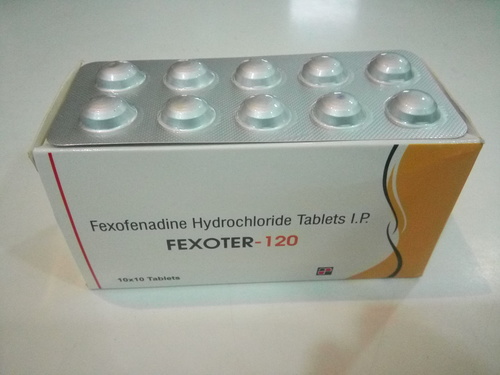 Fexofenadine Hydrochloride Tablets I.P.
FEXOTER-120
10x10 Tablets